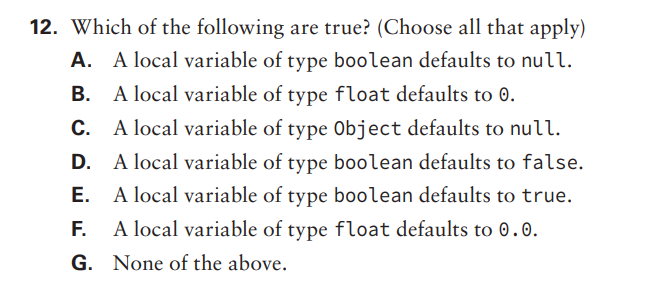 12. Which of the following are true? (Choose all that apply)
A. A local variable of type boolean defaults to null.
B. A local variable of type float defaults to 0.
C. A local variable of type Object defaults to null.
D. A local variable of type boolean defaults to false.
E. A local variable of type boolean defaults to true.
F. A local variable of type float defaults to 0.0.
G. None of the above.